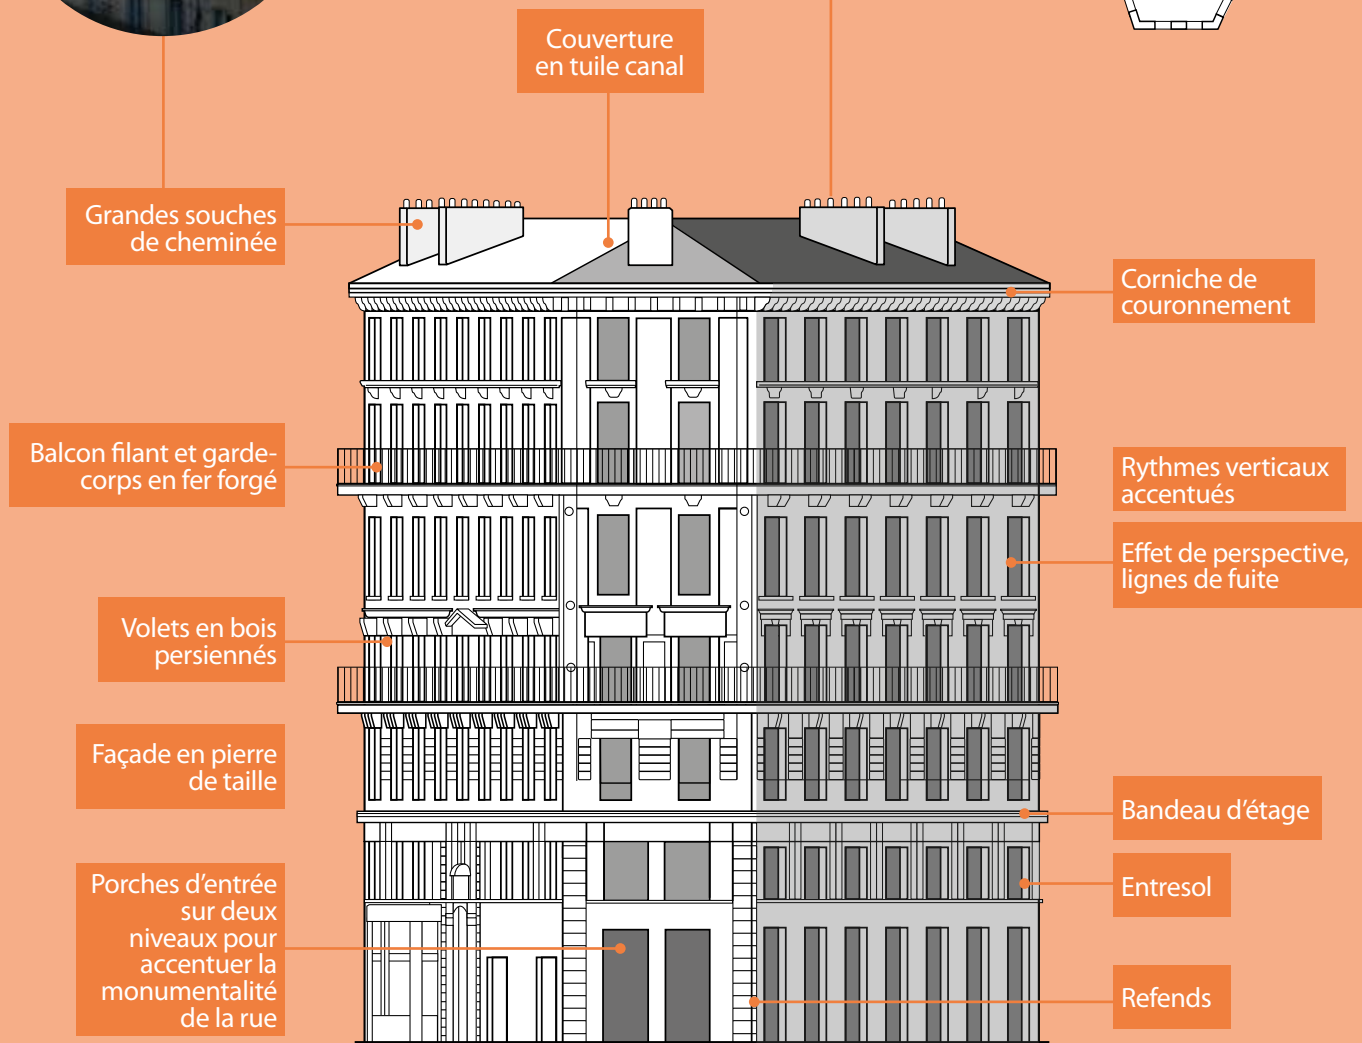 Couverture
en tuile canal
Grandes souches
de cheminée
Corniche de
couronnement
Balcon filant et garde-
corps en fer forgé
Rythmes verticaux
accentués
Effet de perspective,
lignes de fuite
Volets en bois
persiennés
Façade en pierre
de taille
Bandeau d’étage
Porches d'entrée
sur deux
niveaux pour
accentuer la
monumentalité
de la rue
Entresol
Refends